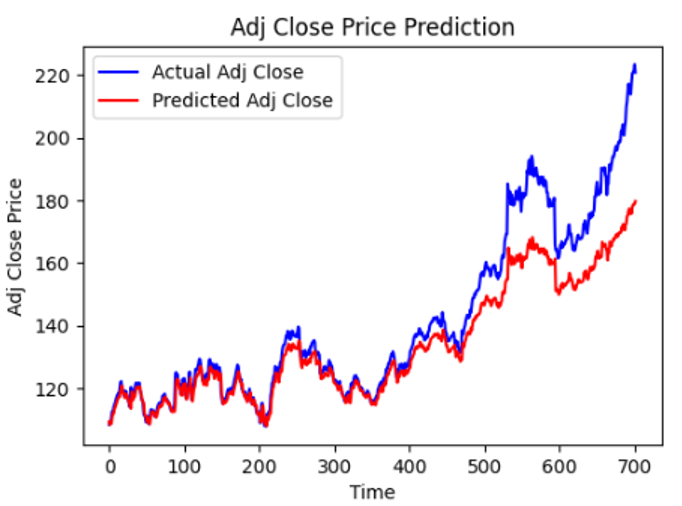 Adj Close Price Prediction
Actual Adj Close
Predicted Adj Close
220
200
180
160
140
120
Adj Close Price
0 100 200 300 400 500 600 700
Time